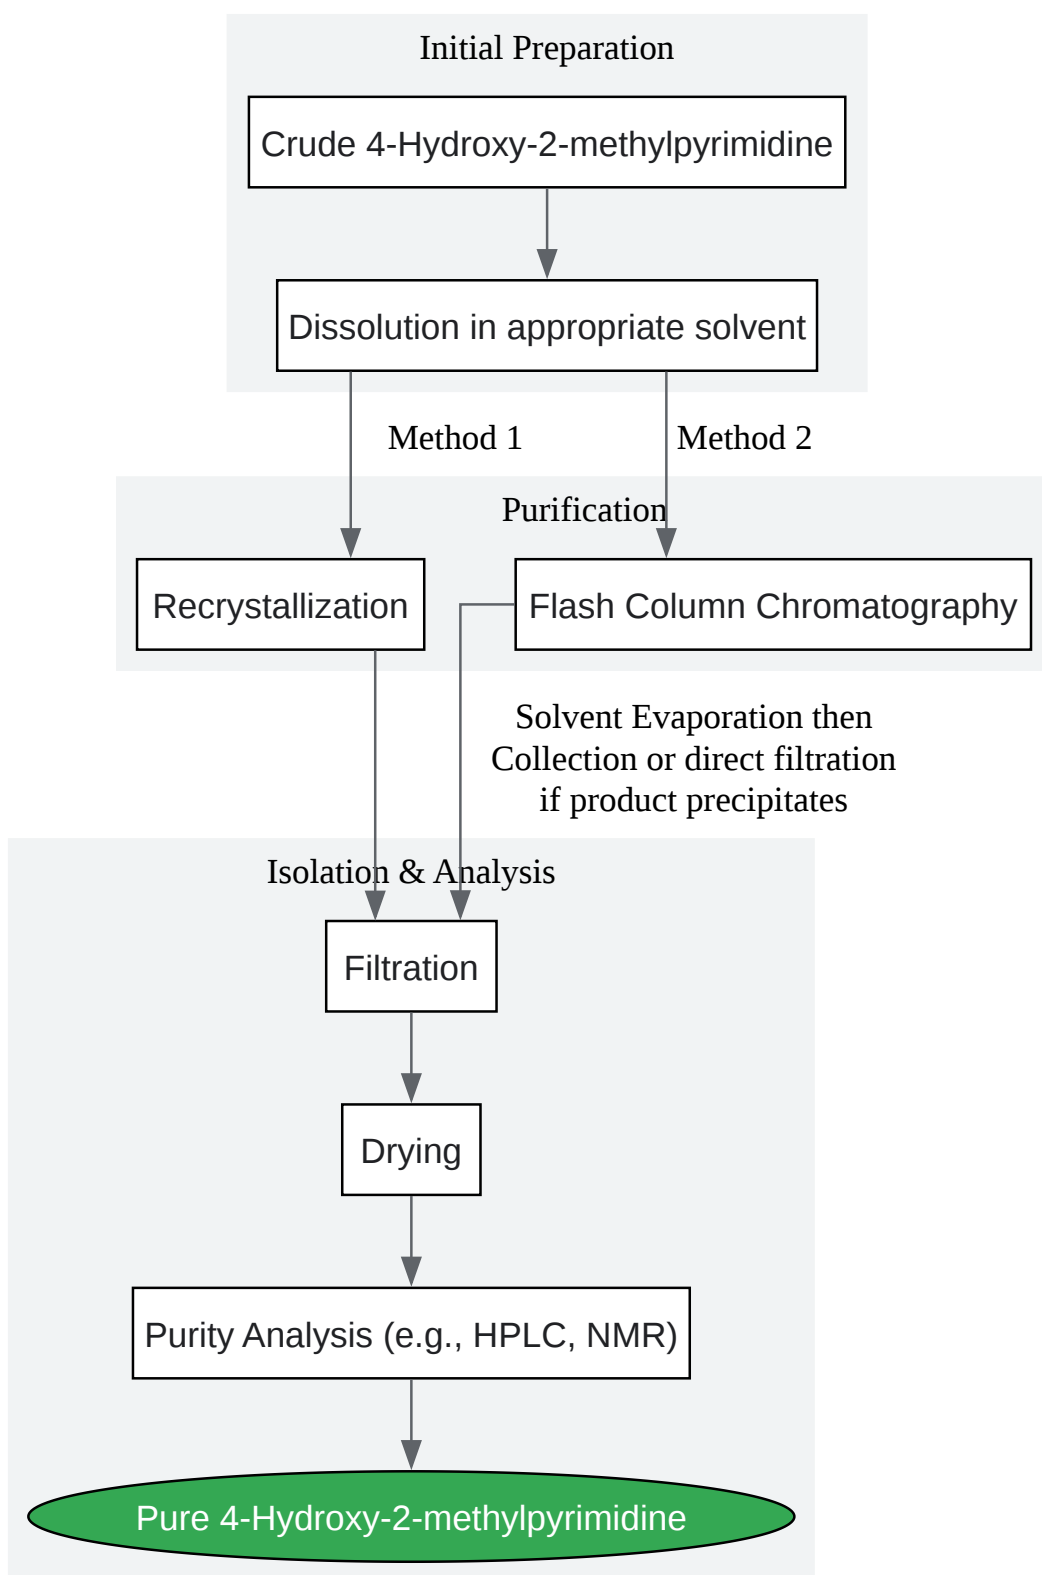 Initial Preparation
Crude 4-Hydroxy-2-methylpyrimidine
Dissolution in appropriate solvent
Method 1
Method 2
Purification
Recrystallization
Flash Column Chromatography
Solvent Evaporation then
Collection or direct filtration
if product precipitates
Isolation & Analysis
Filtration
Drying
Purity Analysis (e.g., HPLC, NMR)
Pure 4-Hydroxy-2-methylpyrimidine